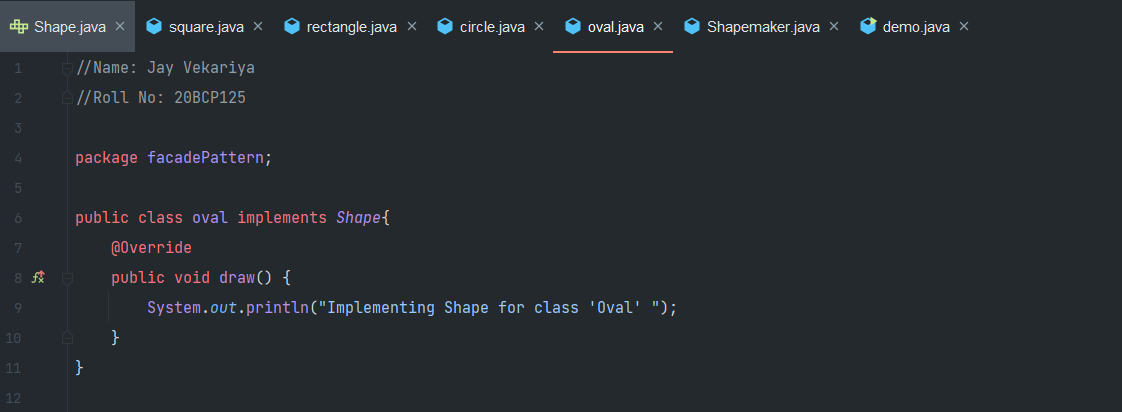 Shape.java × square.java × rectangle.java × circle.java × oval.java × Shapemaker.java × demo.java ×
1 //Name: Jay Vekariya
2 //Roll No: 20BCP125
3
4 package facadePattern;
5
6 public class oval implements Shape{
7     @Override
8     public void draw() {
9         System.out.println("Implementing Shape for class 'Oval' ");
10     }
11 }
12